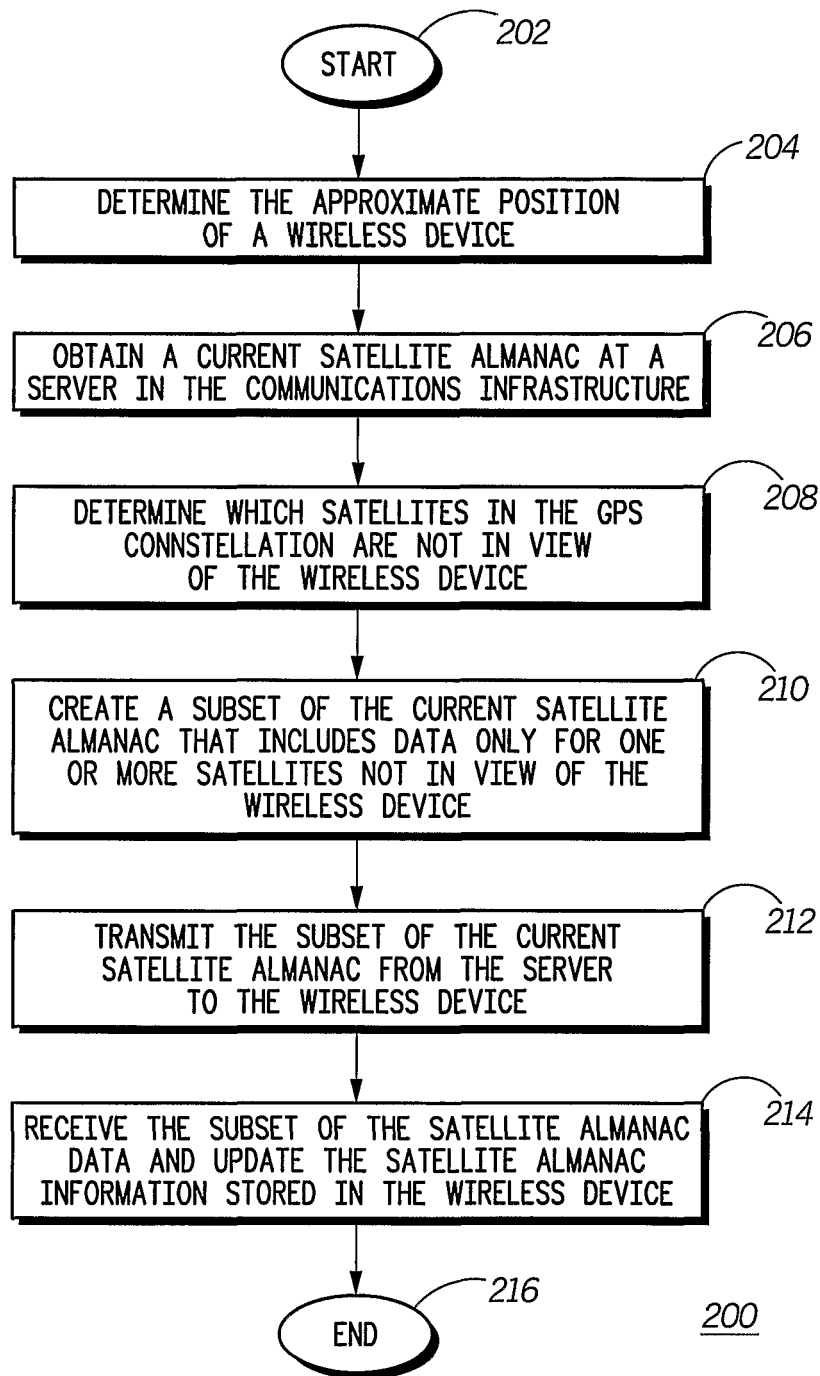 START
202
204
DETERMINE THE APPROXIMATE POSITION
OF A WIRELESS DEVICE
206
OBTAIN A CURRENT SATELLITE ALMANAC AT A
SERVER IN THE COMMUNICATIONS INFRASTRUCTURE
208
DETERMINE WHICH SATELLITES IN THE GPS
CONNSTELLATION ARE NOT IN VIEW
OF THE WIRELESS DEVICE
210
CREATE A SUBSET OF THE CURRENT SATELLITE
ALMANAC THAT INCLUDES DATA ONLY FOR ONE
OR MORE SATELLITES NOT IN VIEW OF THE
WIRELESS DEVICE
212
TRANSMIT THE SUBSET OF THE CURRENT
SATELLITE ALMANAC FROM THE SERVER
TO THE WIRELESS DEVICE
214
RECEIVE THE SUBSET OF THE SATELLITE ALMANAC
DATA AND UPDATE THE SATELLITE ALMANAC
INFORMATION STORED IN THE WIRELESS DEVICE
216
END
200